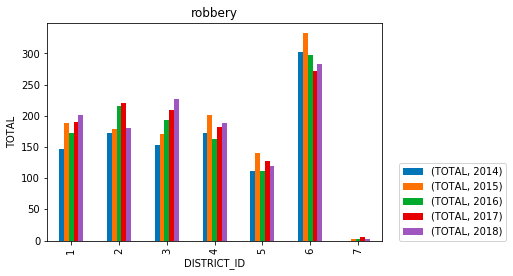 robbery
TOTAL
300
250
200
150
100
50
0
1 2 3 4 5 6 7
DISTRICT_ID
(TOTAL, 2014)
(TOTAL, 2015)
(TOTAL, 2016)
(TOTAL, 2017)
(TOTAL, 2018)